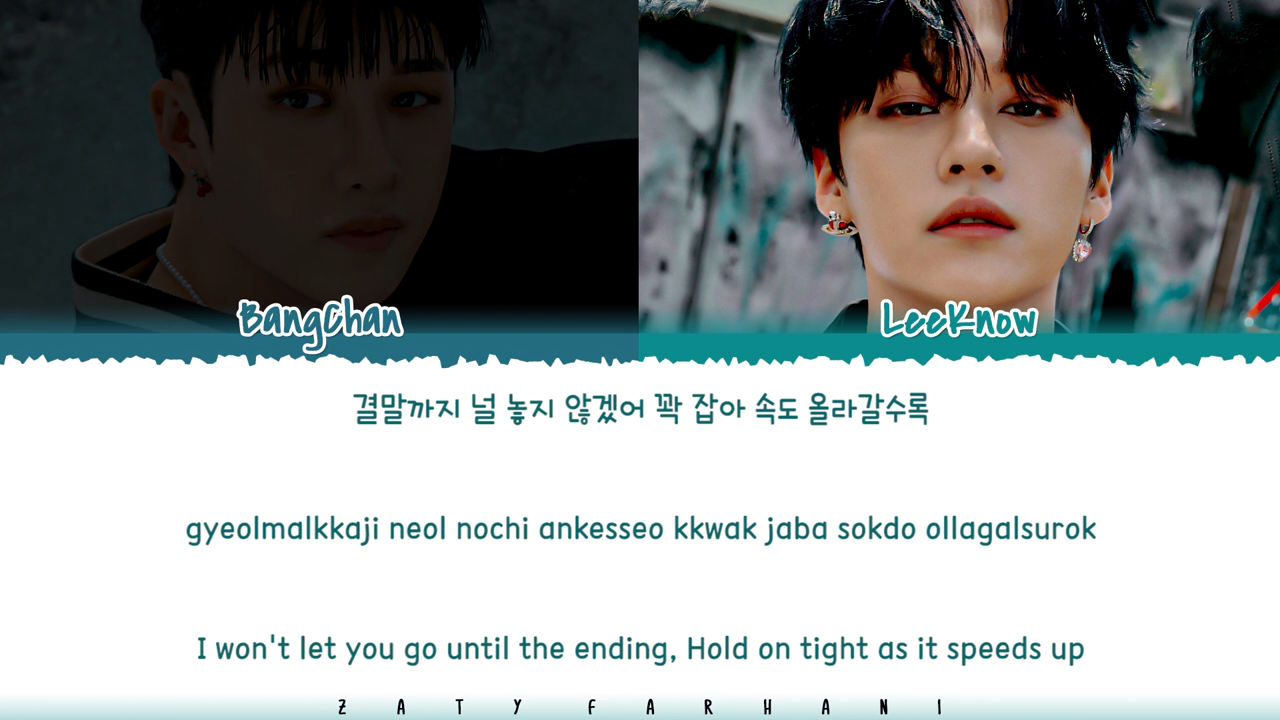 BangChan
LeeKnow
결말까지 널 놓지 않겠어 꽉 잡아 속도 올라갈수록
gyeolmalkkaji neol nochi ankesseo kkwak jaba sokdo ollagalsurok
I won't let you go until the ending, Hold on tight as it speeds up
ZATY FARHANI